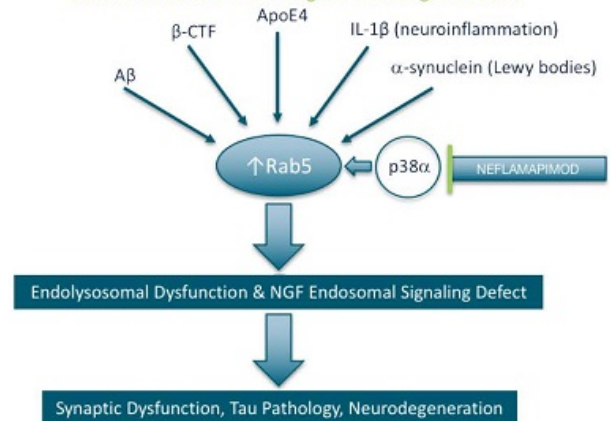 ApoE4
β-CTF
IL-1β (neuroinflammation)
Aβ
α-synuclein (Lewy bodies)
↑Rab5
p38α
NEFLAMAPIMOD
Endolysosomal Dysfunction & NGF Endosomal Signaling Defect
Synaptic Dysfunction, Tau Pathology, Neurodegeneration